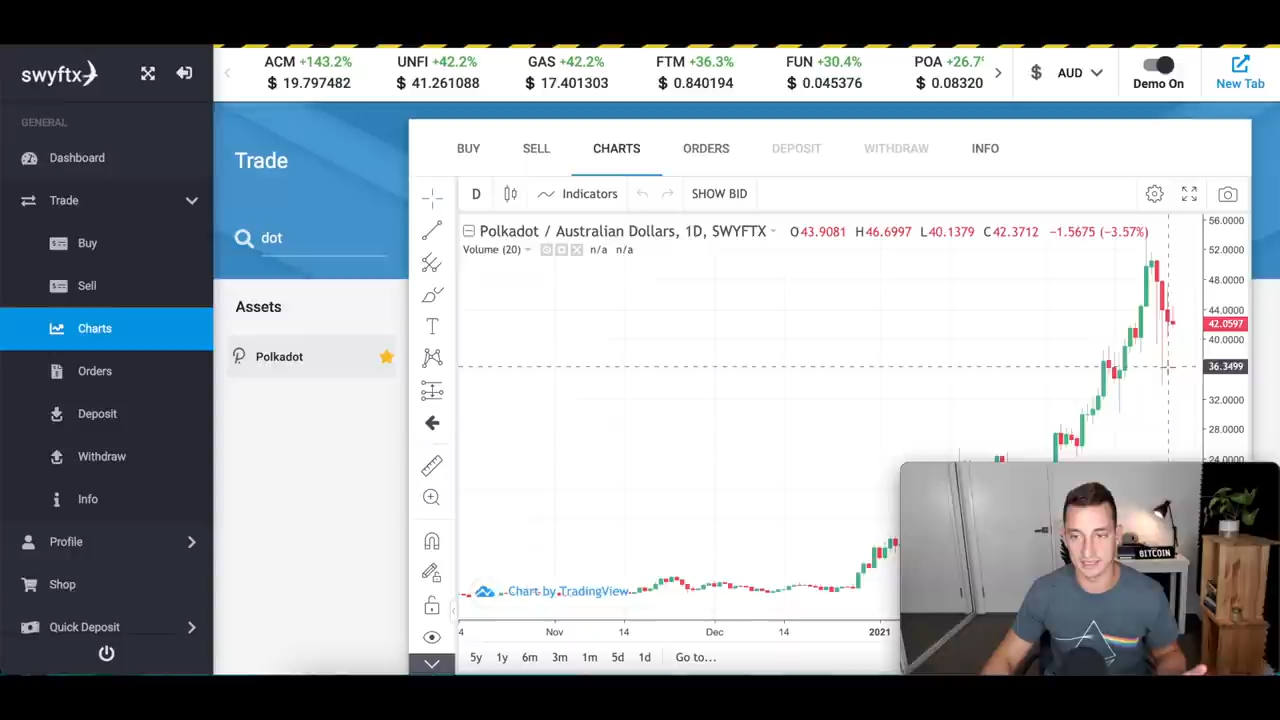 swyftx
ACM +143.2%
$ 19.797482
UNFI +42.2%
$ 41.261088
GAS +42.2%
$ 17.401303
FTM +36.3%
$ 0.840194
FUN +30.4%
$ 0.045376
POA +26.7%
$ 0.08320
$ AUD
Demo On
New Tab
GENERAL
Dashboard
Trade
Buy
Sell
Charts
Orders
Deposit
Withdraw
Info
Profile
Shop
Quick Deposit
Trade
dot
Assets
Polkadot
BUY SELL CHARTS ORDERS DEPOSIT WITHDRAW INFO
D Indicators SHOW BID
Polkadot / Australian Dollars, 1D, SWYFTX O43.9081 H46.6997 L40.1379 C42.3712 −1.5675 (−3.57%)
Volume (20) n/a n/a
56.0000
52.0000
48.0000
44.0000
42.0597
40.0000
36.3499
32.0000
28.0000
24.0000
BITCOIN
Chart by TradingView
4 Nov 14 Dec 14 2021
5y 1y 6m 3m 1m 5d 1d Go to...